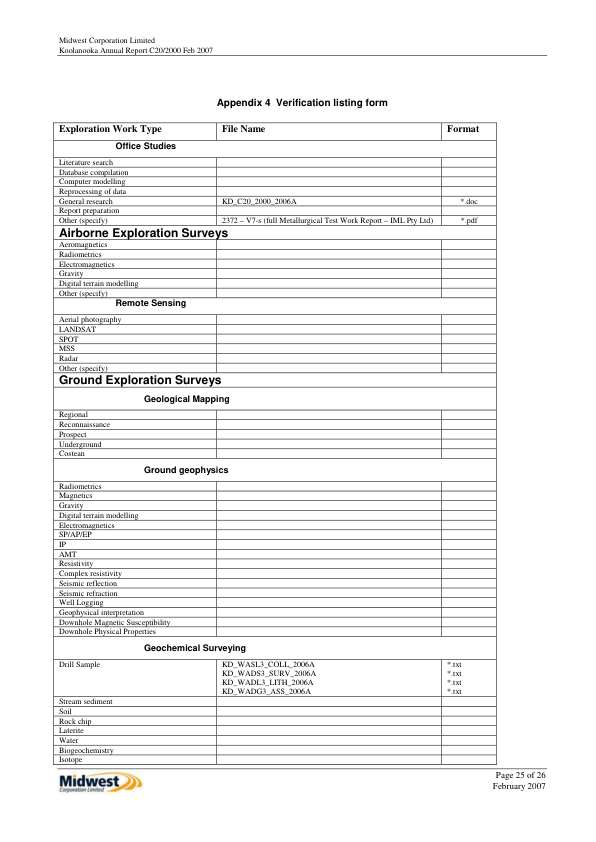 Midwest Corporation Limited
Koolanooka Annual Report C20/2000 Feb 2007
Appendix 4 Verification listing form
Exploration Work Type File Name Format
Office Studies
Literature search
Database compilation
Computer modelling
Reprocessing of data
General research KD_C20_2000_2006A *.doc
Report preparation
Other (specify) 2372 – V7-s (full Metallurgical Test Work Report – IML Pty Ltd) *.pdf
Airborne Exploration Surveys
Aeromagnetics
Radiometrics
Electromagnetics
Gravity
Digital terrain modelling
Other (specify)
Remote Sensing
Aerial photography
LANDSAT
SPOT
MSS
Radar
Other (specify)
Ground Exploration Surveys
Geological Mapping
Regional
Reconnaissance
Prospect
Underground
Costean
Ground geophysics
Radiometrics
Magnetics
Gravity
Digital terrain modelling
Electromagnetics
SP/AP/EP
IP
AMT
Resistivity
Complex resistivity
Seismic reflection
Seismic refraction
Well Logging
Geophysical interpretation
Downhole Magnetic Susceptibility
Downhole Physical Properties
Geochemical Surveying
Drill Sample KD_WASL3_COLL_2006A *.txt
KD_WADS3_SURV_2006A *.txt
KD_WADL3_LITH_2006A *.txt
KD_WADG3_ASS_2006A *.txt
Stream sediment
Soil
Rock chip
Laterite
Water
Biogeochemistry
Isotope
Midwest
Corporation Limited
Page 25 of 26
February 2007